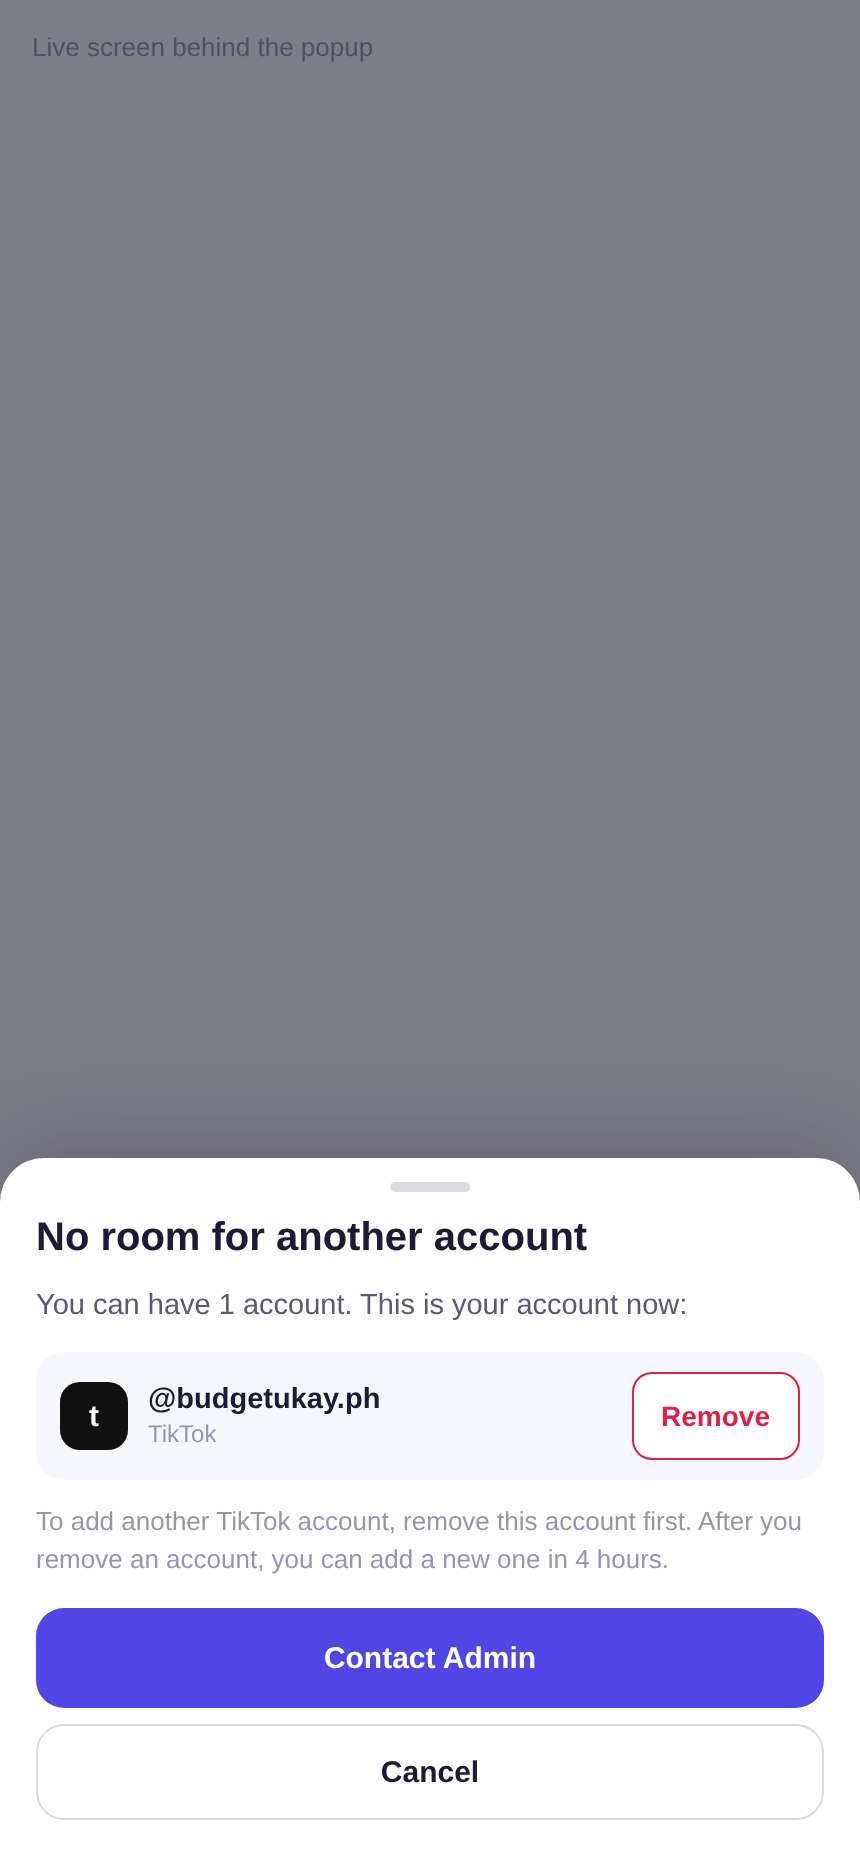 Live screen behind the popup
No room for another account
You can have 1 account. This is your account now:
t
@budgetukay.ph
TikTok
Remove
To add another TikTok account, remove this account first. After you
remove an account, you can add a new one in 4 hours.
Contact Admin
Cancel